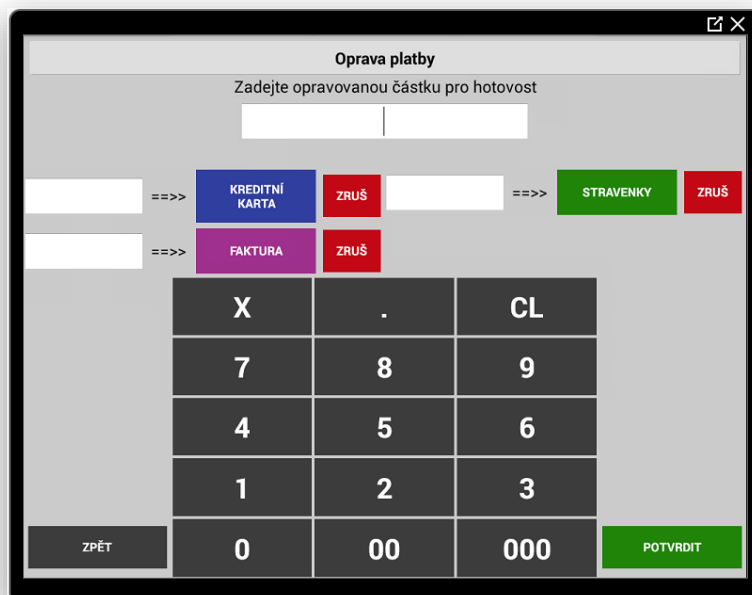 Oprava platby
Zadejte opravovanou částku pro hotovost
==>> KREDITNÍ KARTA ZRUŠ ==>> STRAVENKY ZRUŠ
==>> FAKTURA ZRUŠ
X . CL
7 8 9
4 5 6
1 2 3
ZPĚT 0 00 000 POTVRDIT